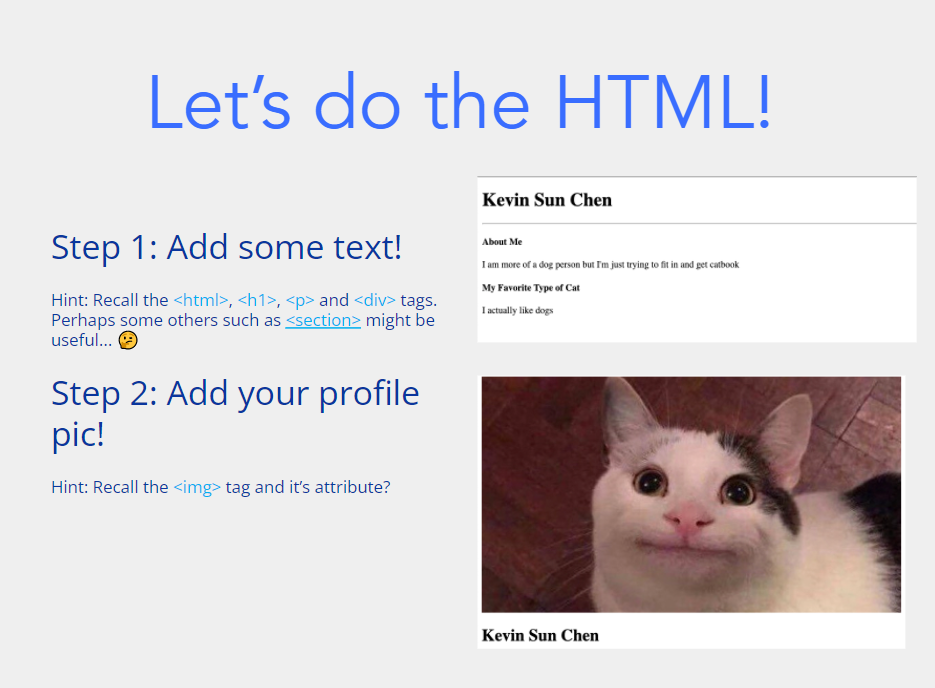 Let's do the HTML!
Step 1: Add some text!
Hint: Recall the <html>, <h1>, <p> and <div> tags.
Perhaps some others such as <section> might be
useful... 🤔
Step 2: Add your profile
pic!
Hint: Recall the <img> tag and it's attribute?
Kevin Sun Chen
About Me
I am more of a dog person but I'm just trying to fit in and get catbook
My Favorite Type of Cat
I actually like dogs
Kevin Sun Chen